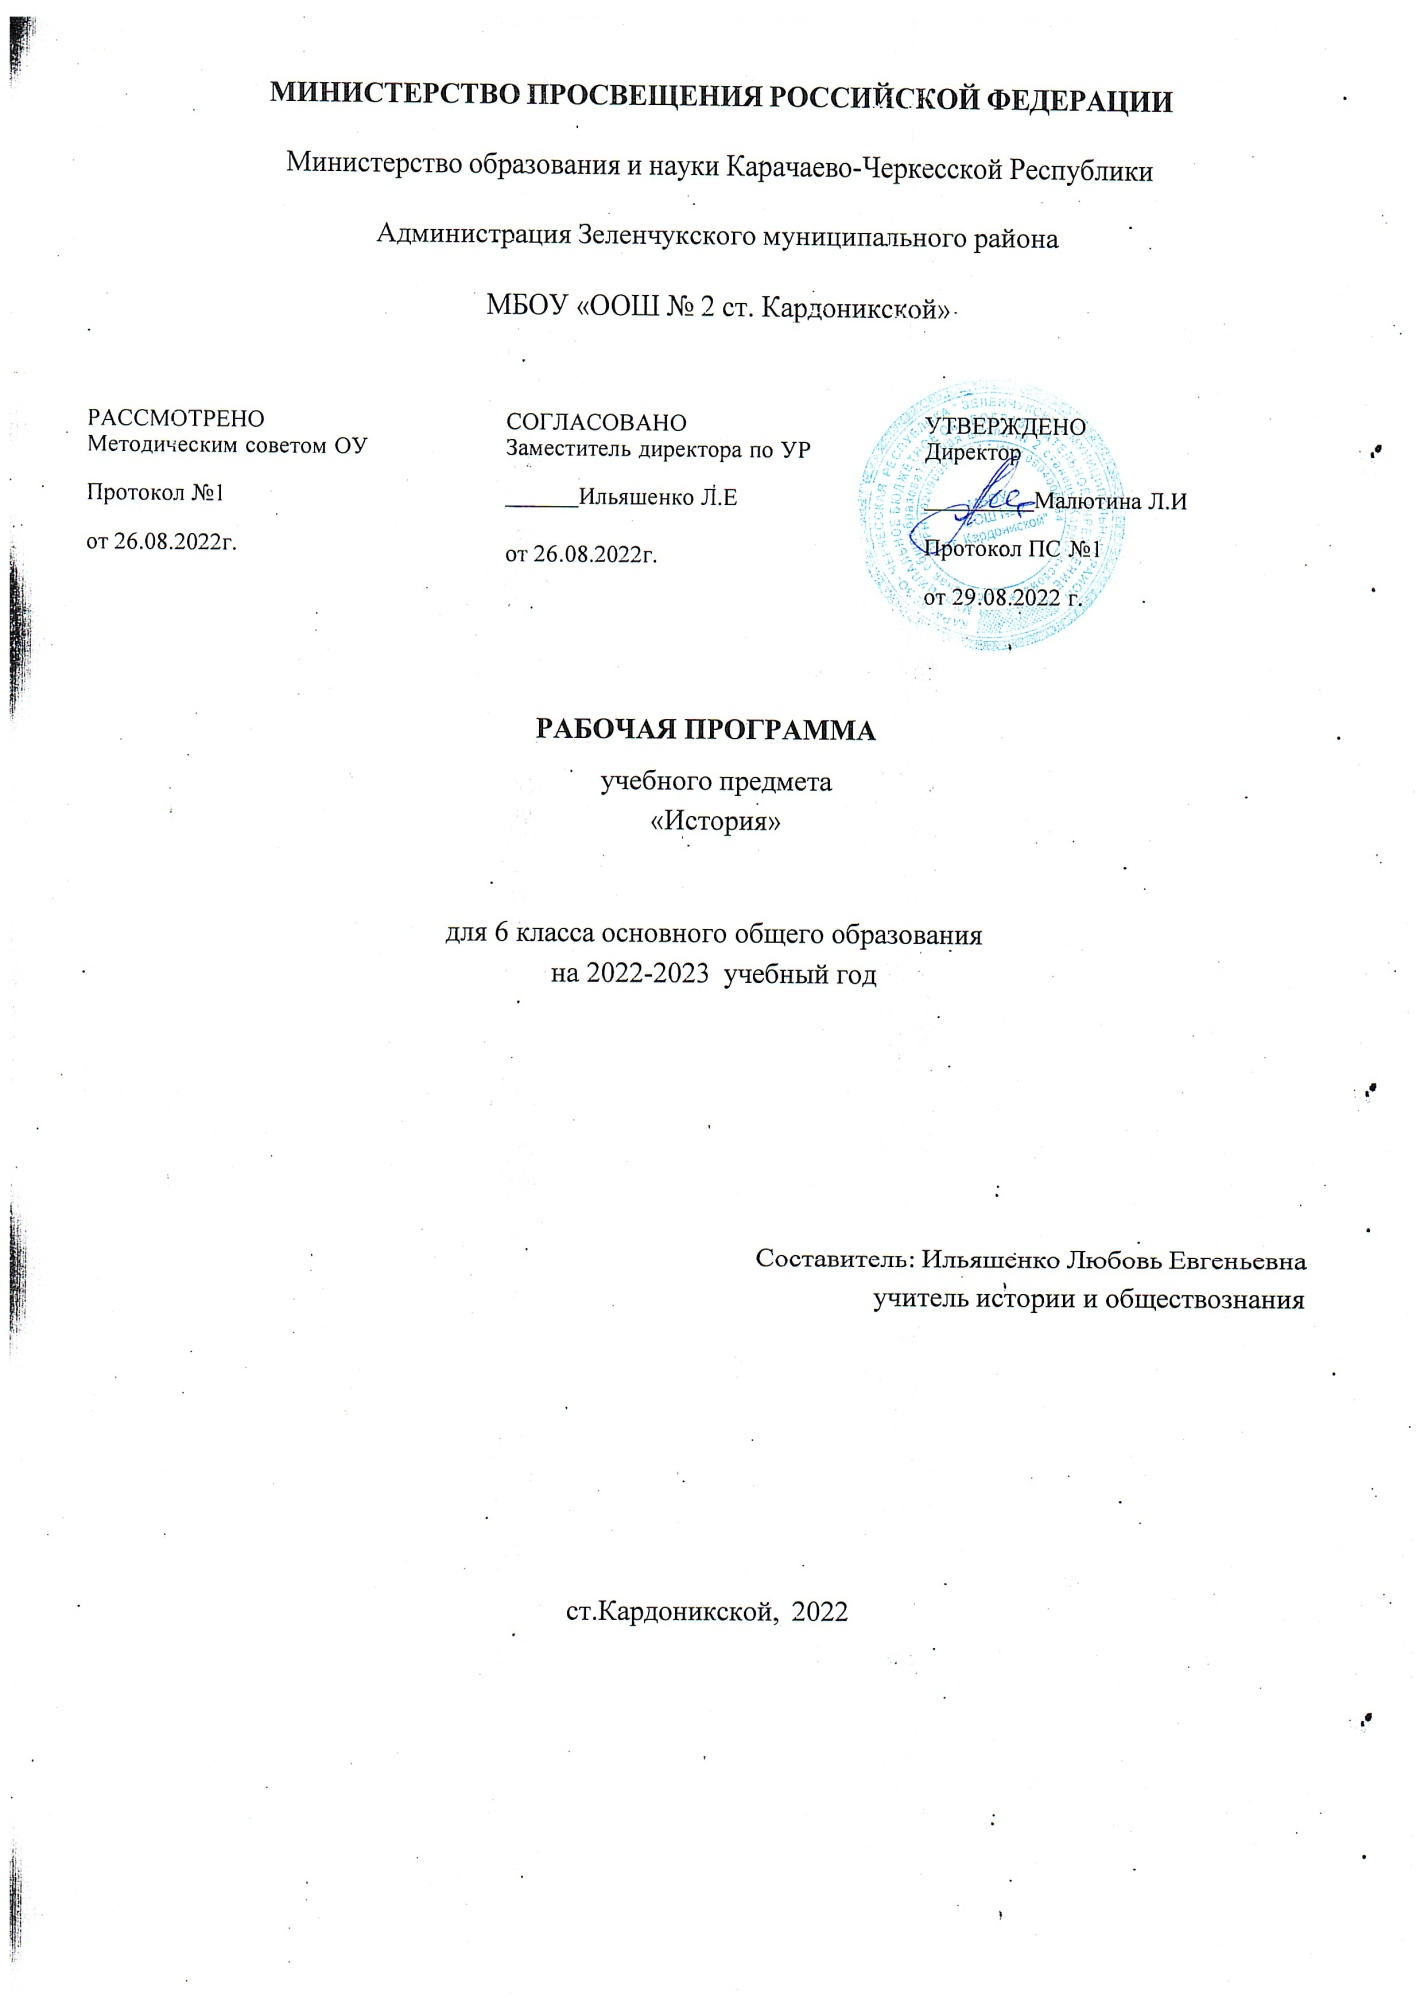 МИНИСТЕРСТВО ПРОСВЕЩЕНИЯ РОССИЙСКОЙ ФЕДЕРАЦИИ
Министерство образования и науки Карачаево-Черкесской Республики
Администрация Зеленчукского муниципального района
МБОУ «ООШ № 2 ст. Кардоникской»
РАССМОТРЕНО
Методическим советом ОУ
Протокол №1
от 26.08.2022г.
СОГЛАСОВАНО
Заместитель директора по УР
______Ильяшенко Л.Е
от 26.08.2022г.
УТВЕРЖДЕНО
Директор
_________Малютина Л.И
Протокол ПС №1
от 29.08.2022 г.
РАБОЧАЯ ПРОГРАММА
учебного предмета
«История»
для 6 класса основного общего образования
на 2022-2023 учебный год
Составитель: Ильяшенко Любовь Евгеньевна
учитель истории и обществознания
ст.Кардоникской, 2022